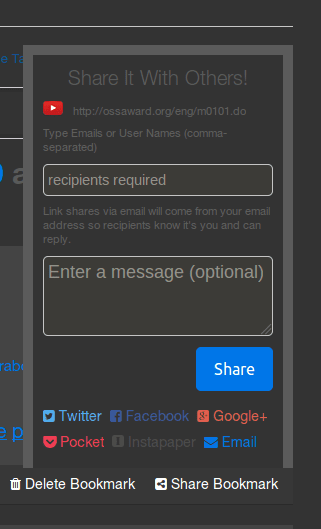 Share It With Others!
http://ossaward.org/eng/m0101.do
Type Emails or User Names (comma-
separated)
recipients required
Link shares via email will come from your email
address so recipients know it's you and can
reply.
Enter a message (optional)
Share
Twitter Facebook Google+
Pocket Instapaper Email
Delete Bookmark Share Bookmark